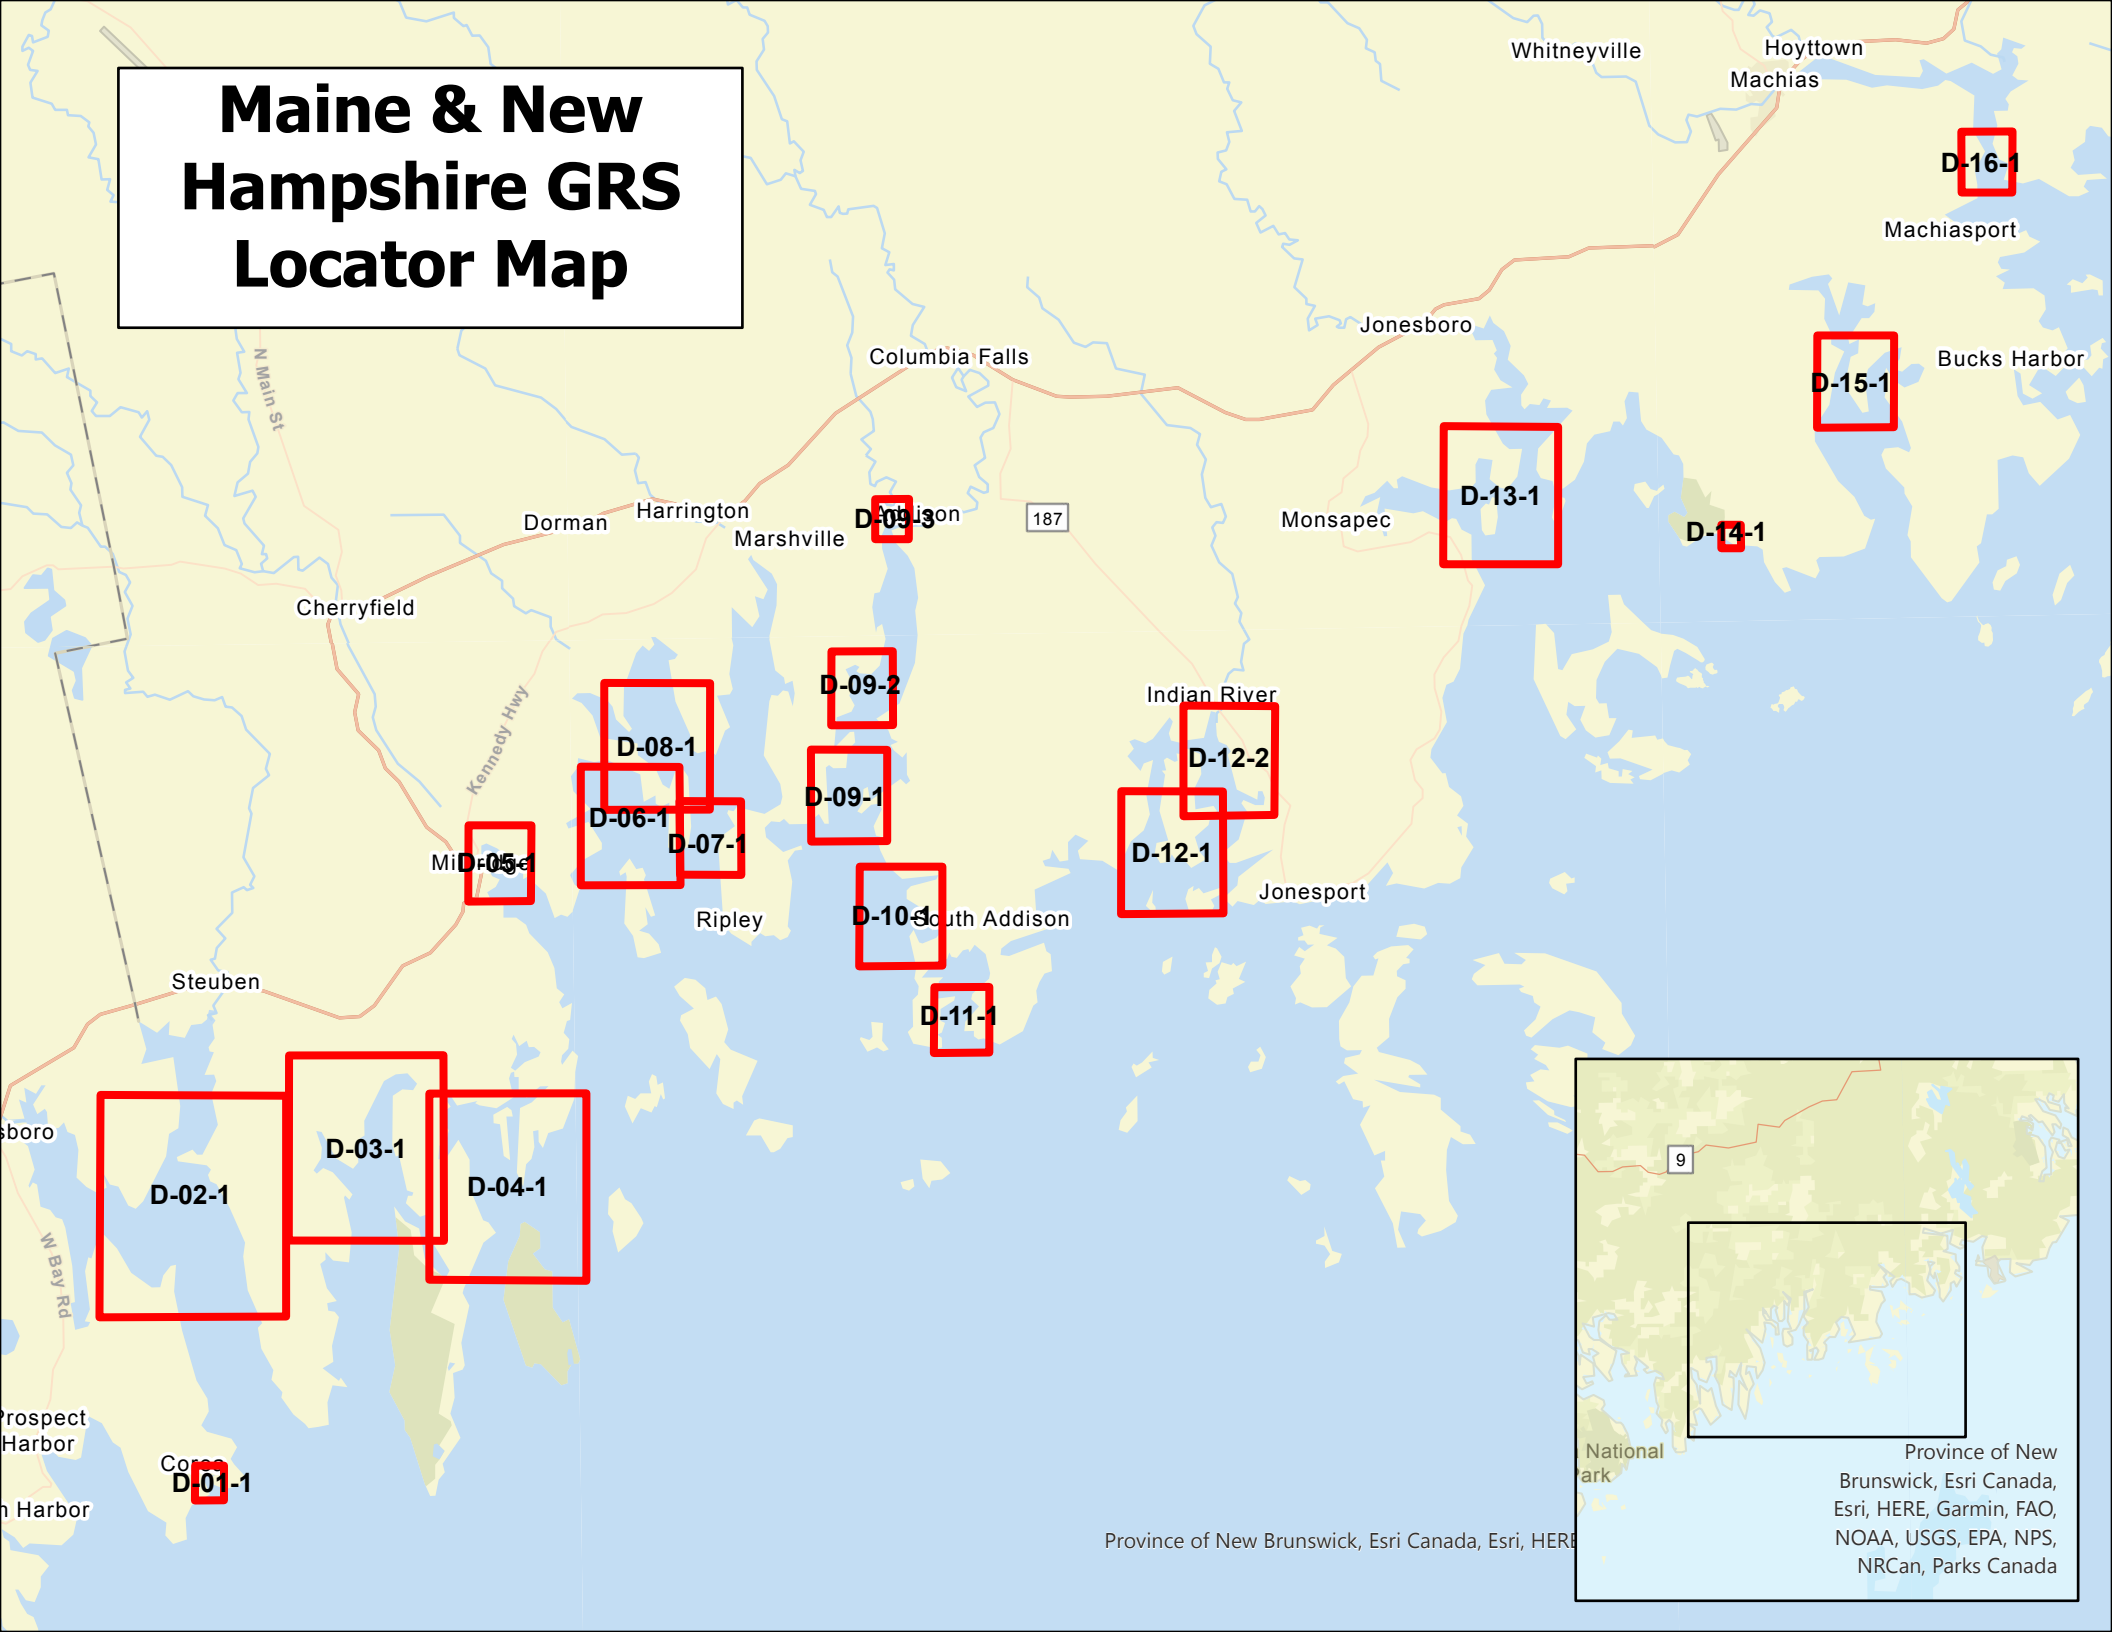 Maine & New
Hampshire GRS
Locator Map
Whitneyville
Hoyttown
Machias
D-16-1
Machiasport
N Main St
Jonesboro
Columbia Falls
Bucks Harbor
D-15-1
D-13-1
Harrington
Dorman
Marshville
D-09-3
187
Monsapec
D-14-1
Cherryfield
Kennedy Hwy
D-09-2
Indian River
D-08-1
D-12-2
D-09-1
D-06-1
D-07-1
D-12-1
D-05-1
Jonesport
Ripley
D-10-1
South Addison
Steuben
D-11-1
sboro
D-03-1
D-02-1
D-04-1
W Bay Rd
9
Prospect
Harbor
Corea
D-01-1
n Harbor
National
ark
Province of New
Brunswick, Esri Canada,
Esri, HERE, Garmin, FAO,
NOAA, USGS, EPA, NPS,
NRCan, Parks Canada
Province of New Brunswick, Esri Canada, Esri, HERE